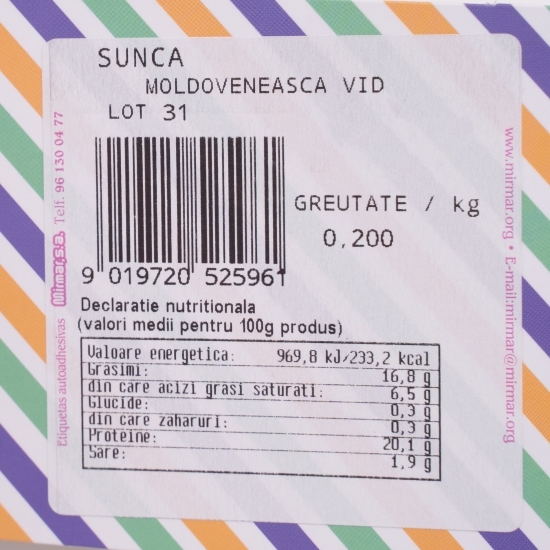 SUNCA
MOLDOVENEASCA VID
LOT 31
GREUTATE / kg
0,200
9 019720 525961
Declaratie nutritionala
(valori medii pentru 100g produs)
Valoare energetica: 969,8 kJ/233,2 kcal
Grasimi: 16,8 g
din care acizi grasi saturati: 6,5 g
Glucide: 0,3 g
din care zaharuri: 0,3 g
Proteine: 20,1 g
Sare: 1,9 g
Etiquetas autoadhesivas Mirmar,s.a. Telf. 96 130 04 77
www.mirmar.org • E-mail:mirmar@mirmar.org